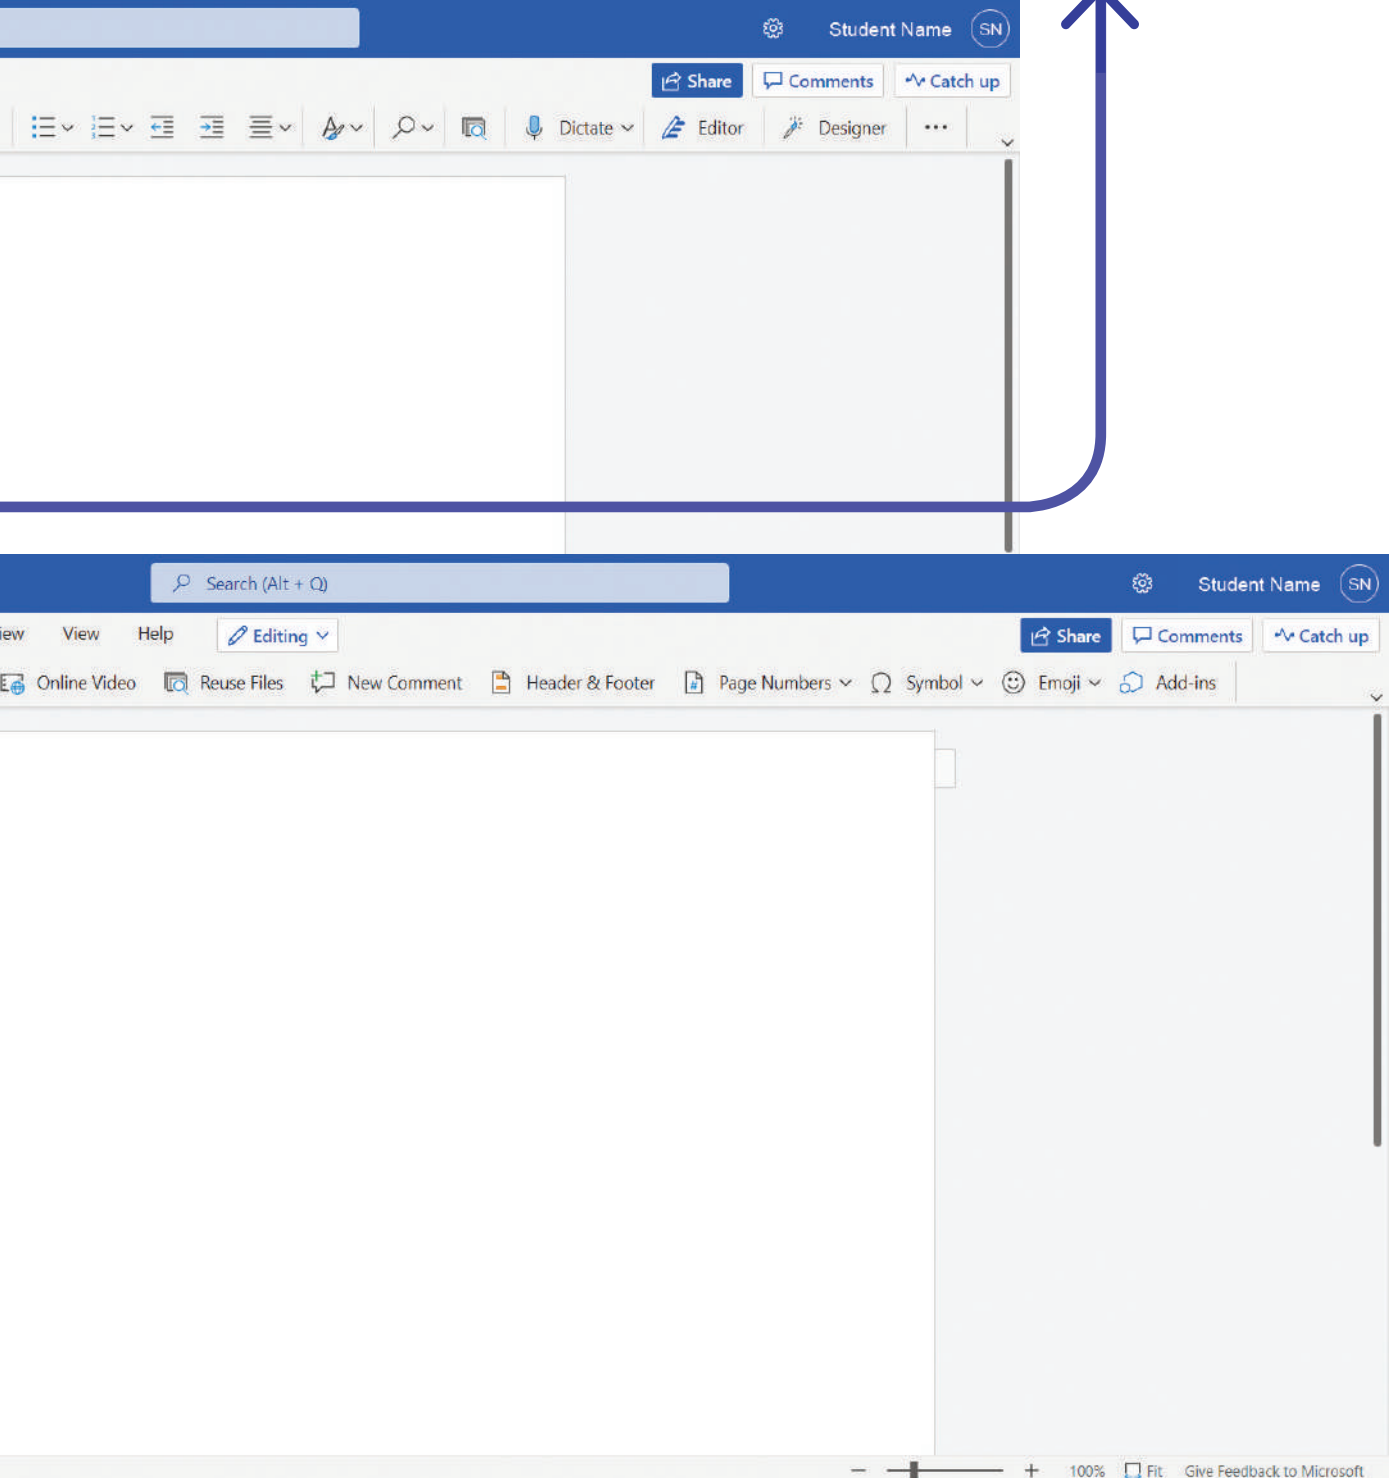 Student Name SN
Share Comments Catch up
Dictate Editor Designer ...
Search (Alt + Q) Student Name SN
iew View Help Editing Share Comments Catch up
Online Video Reuse Files New Comment Header & Footer Page Numbers Symbol Emoji Add-ins
100% Fit Give Feedback to Microsoft